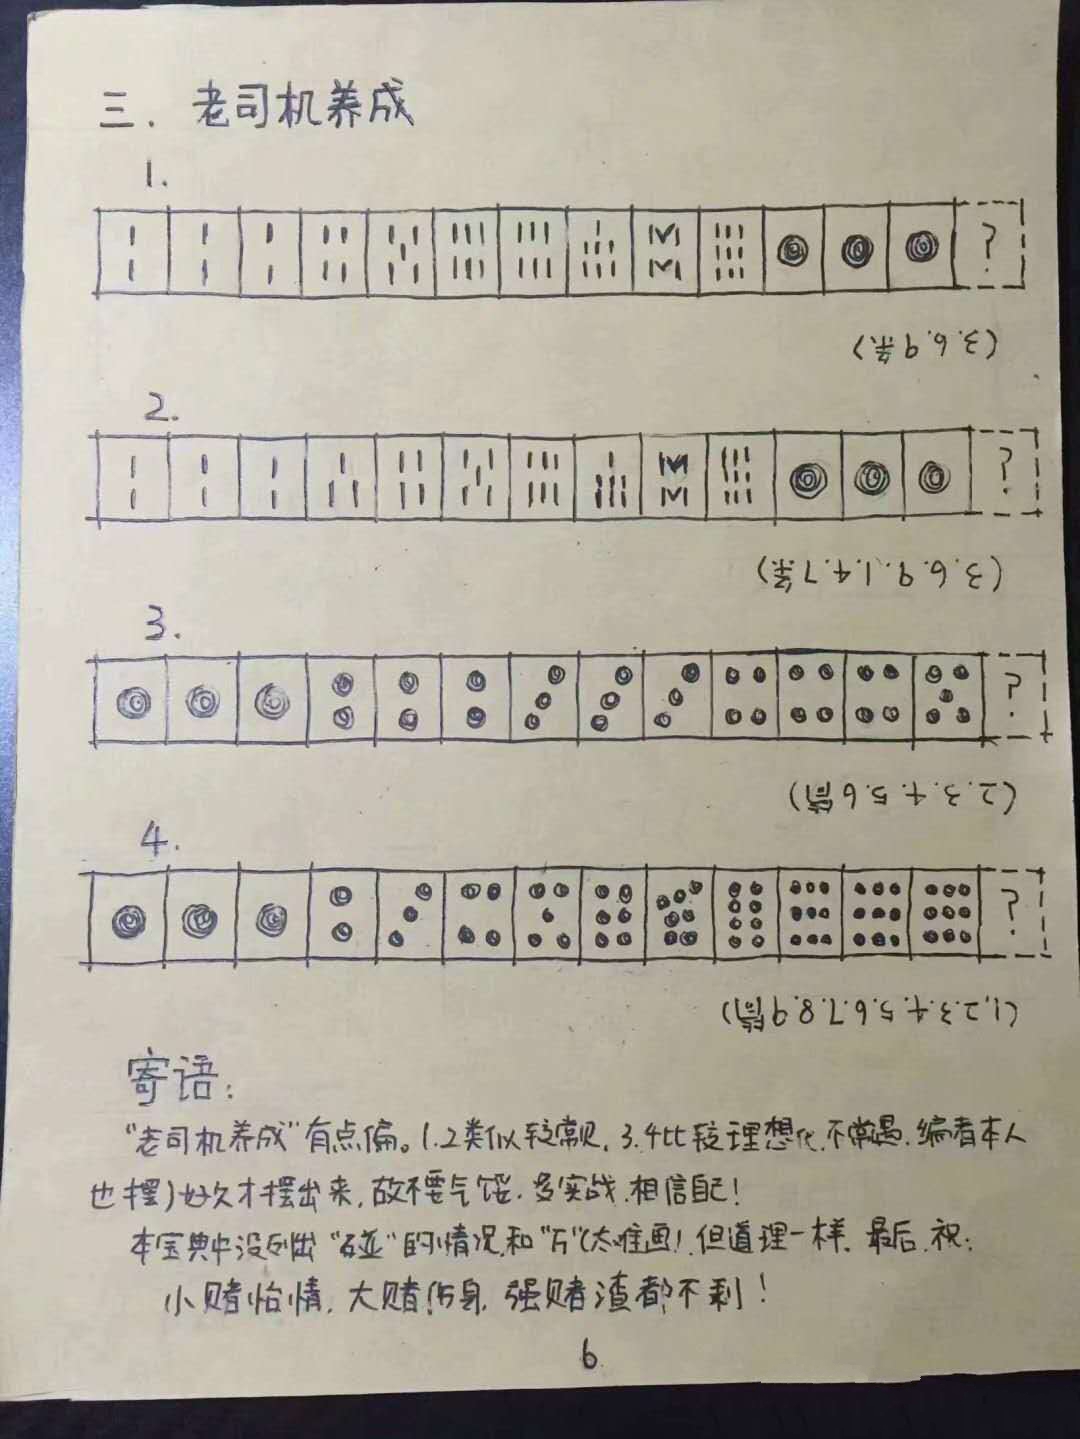 三. 老司机养成
1.
?
(3.6.9条)
2.
?
(3.6.9.1.4.7条)
3.
?
(2.3.4.5.6筒)
4.
?
(1.2.3.4.5.6.7.8.9筒)
寄语:
“老司机养成”有点偏。1.2类似较常见, 3.4比较理想化,不常遇,编者本人
也摆了好久才摆出来,故不要气馁.多实战.相信自己!
本宝典中没列出“碰”的情况,和“万”(太难画!.但道理一样. 最后.祝:
小赌怡情, 大赌伤身, 强赌渣都不剩!
6